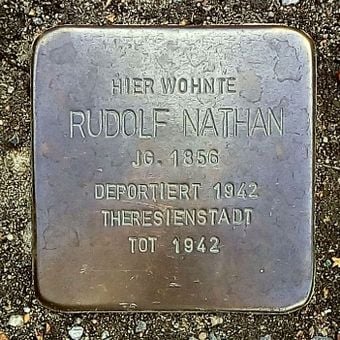 HIER WOHNTE
RUDOLF NATHAN
JG. 1856
DEPORTIERT 1942
THERESIENSTADT
TOT 1942